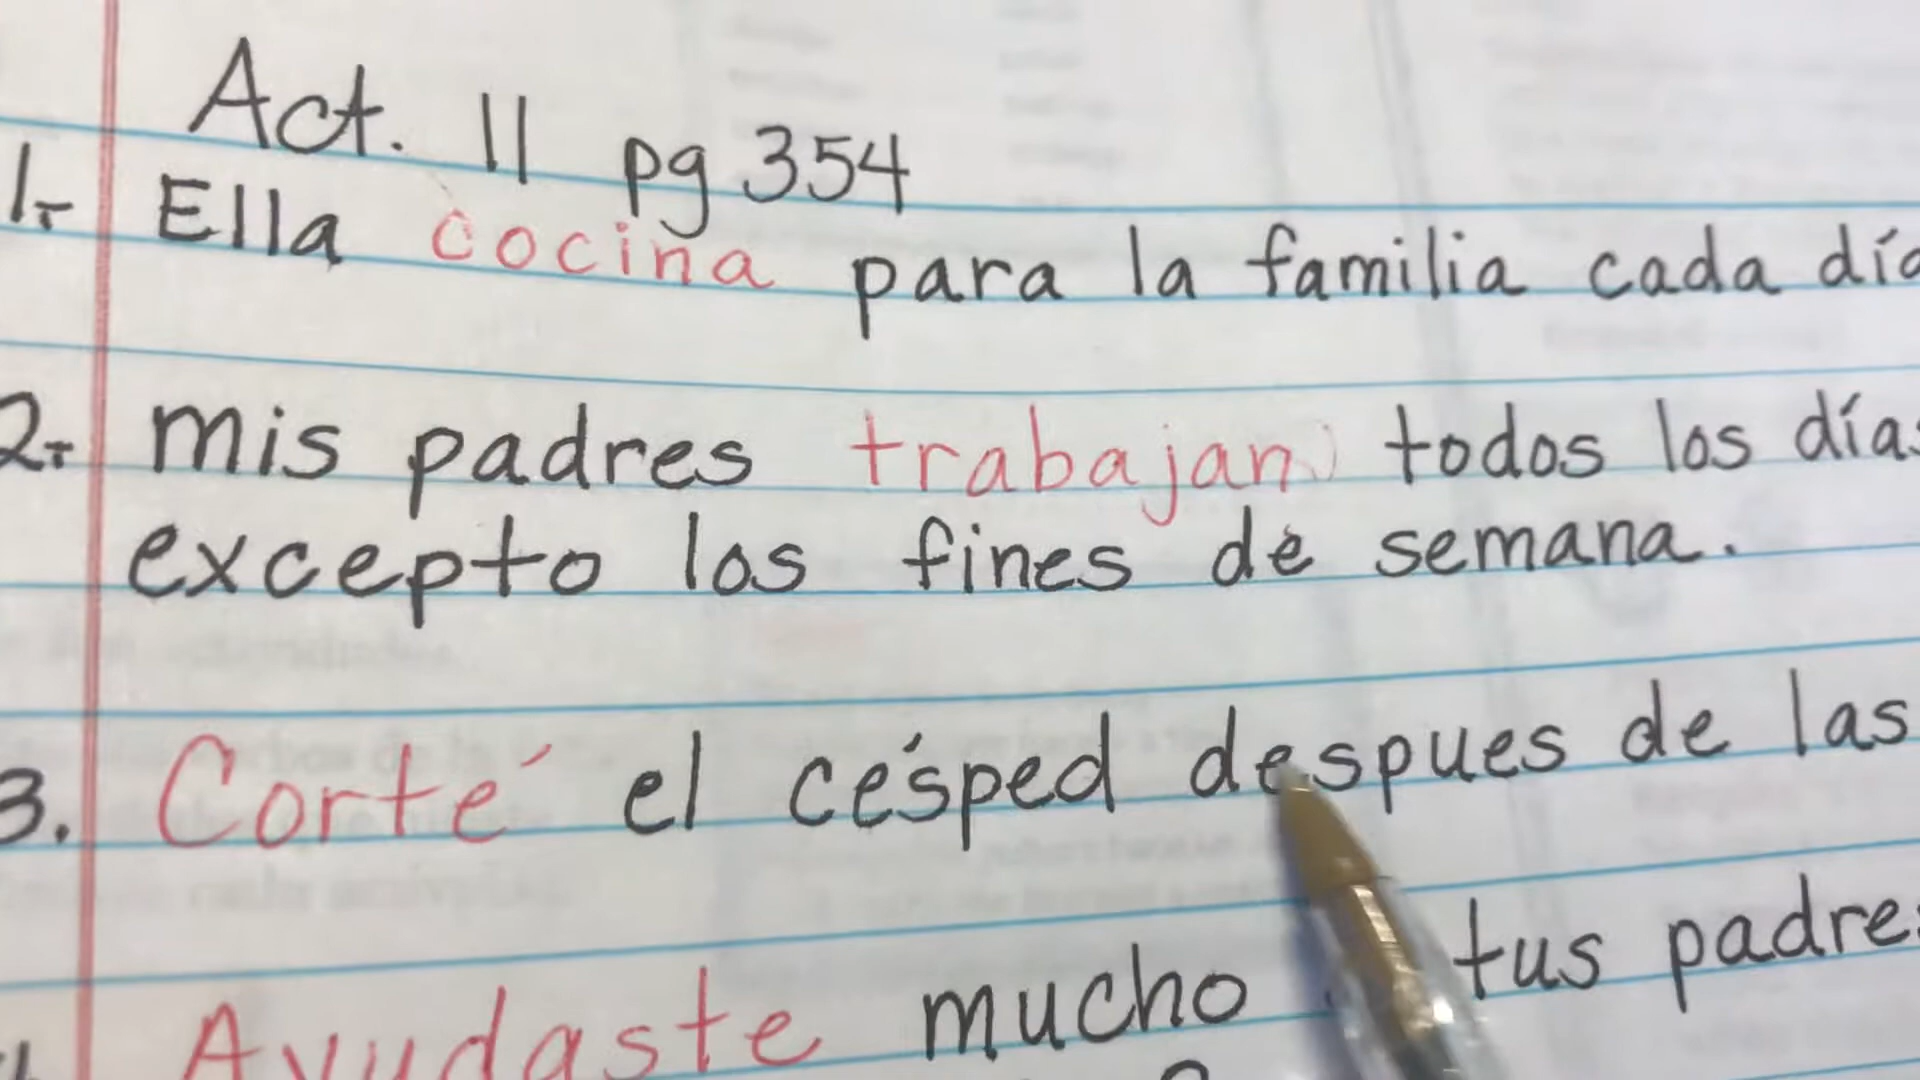 Act. 11 pg 354
1.- Ella cocina para la familia cada día
2.- mis padres trabajan todos los días
excepto los fines de semana.
3. Corté el césped despues de las
Ayudaste mucho tus padres